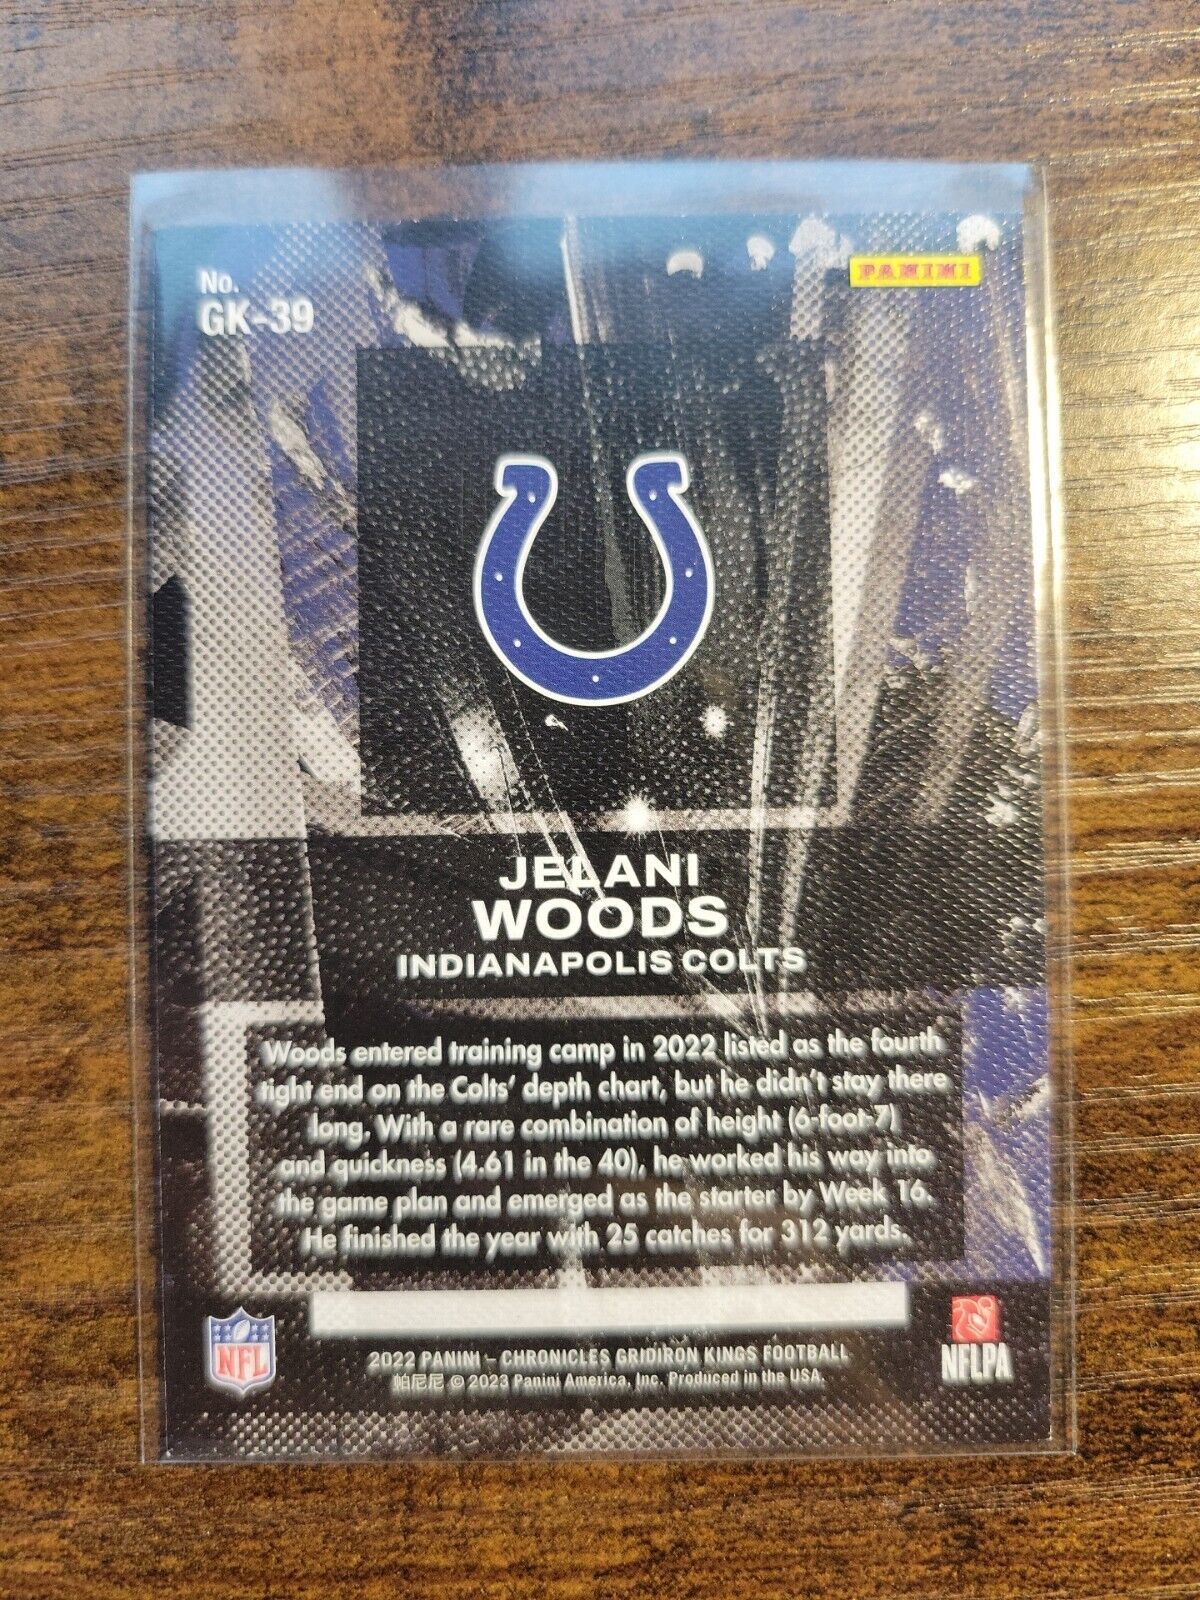 No.
GK-39
PANINI
JELANI
WOODS
INDIANAPOLIS COLTS
Woods entered training camp in 2022 listed as the fourth
tight end on the Colts' depth chart, but he didn't stay there
long. With a rare combination of height (6-foot-7)
and quickness (4.61 in the 40), he worked his way into
the game plan and emerged as the starter by Week 16.
He finished the year with 25 catches for 312 yards.
NFL
2022 PANINI – CHRONICLES GRIDIRON KINGS FOOTBALL
帕尼尼 © 2023 Panini America, Inc. Produced in the USA.
NFLPA